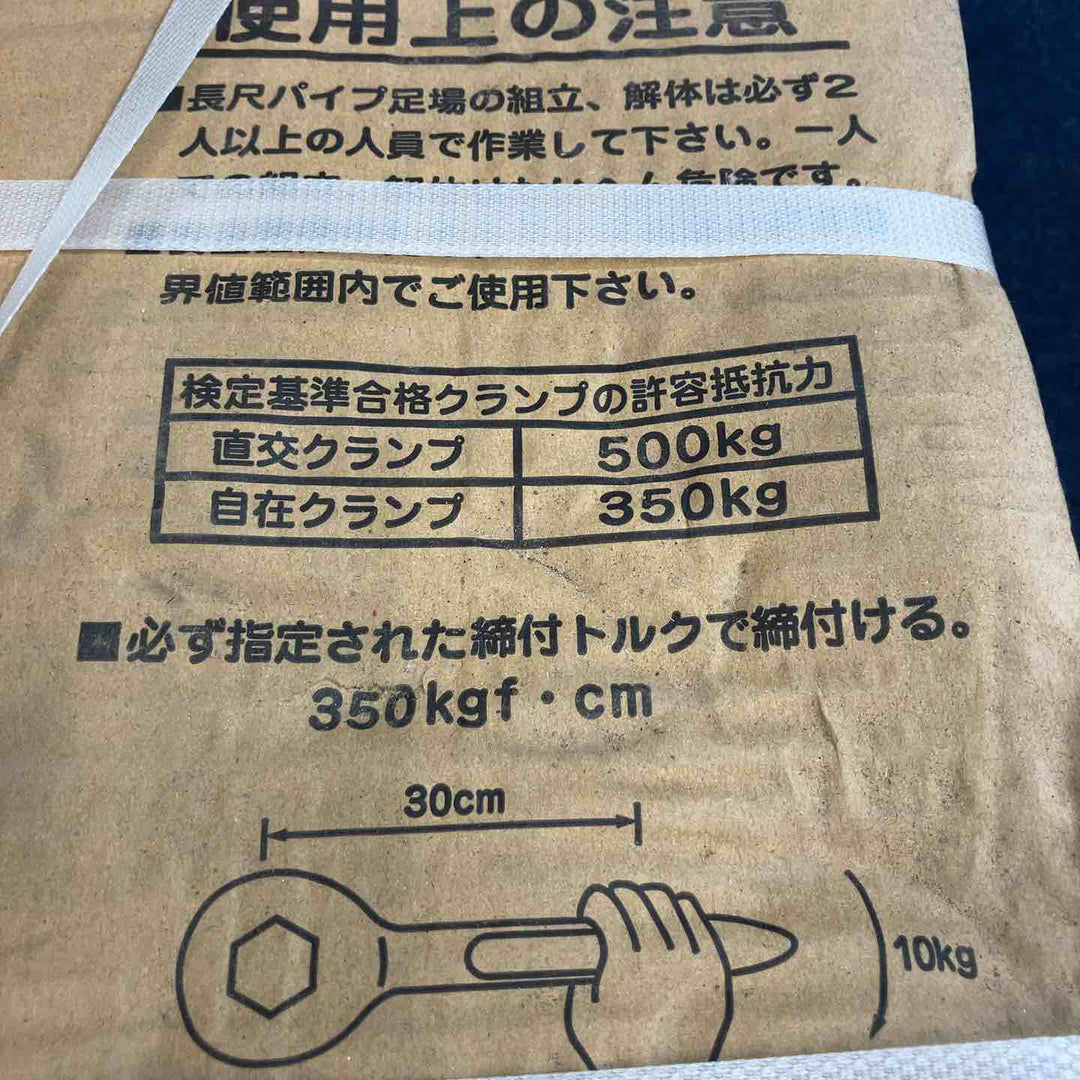 使用上の注意
■長尺パイプ足場の組立、解体は必ず2
人以上の人員で作業して下さい。一人
危険です。
界値範囲内でご使用下さい。
検定基準合格クランプの許容抵抗力
直交クランプ 500kg
自在クランプ 350kg
■必ず指定された締付トルクで締付ける。
350kgf・cm
30cm
10kg